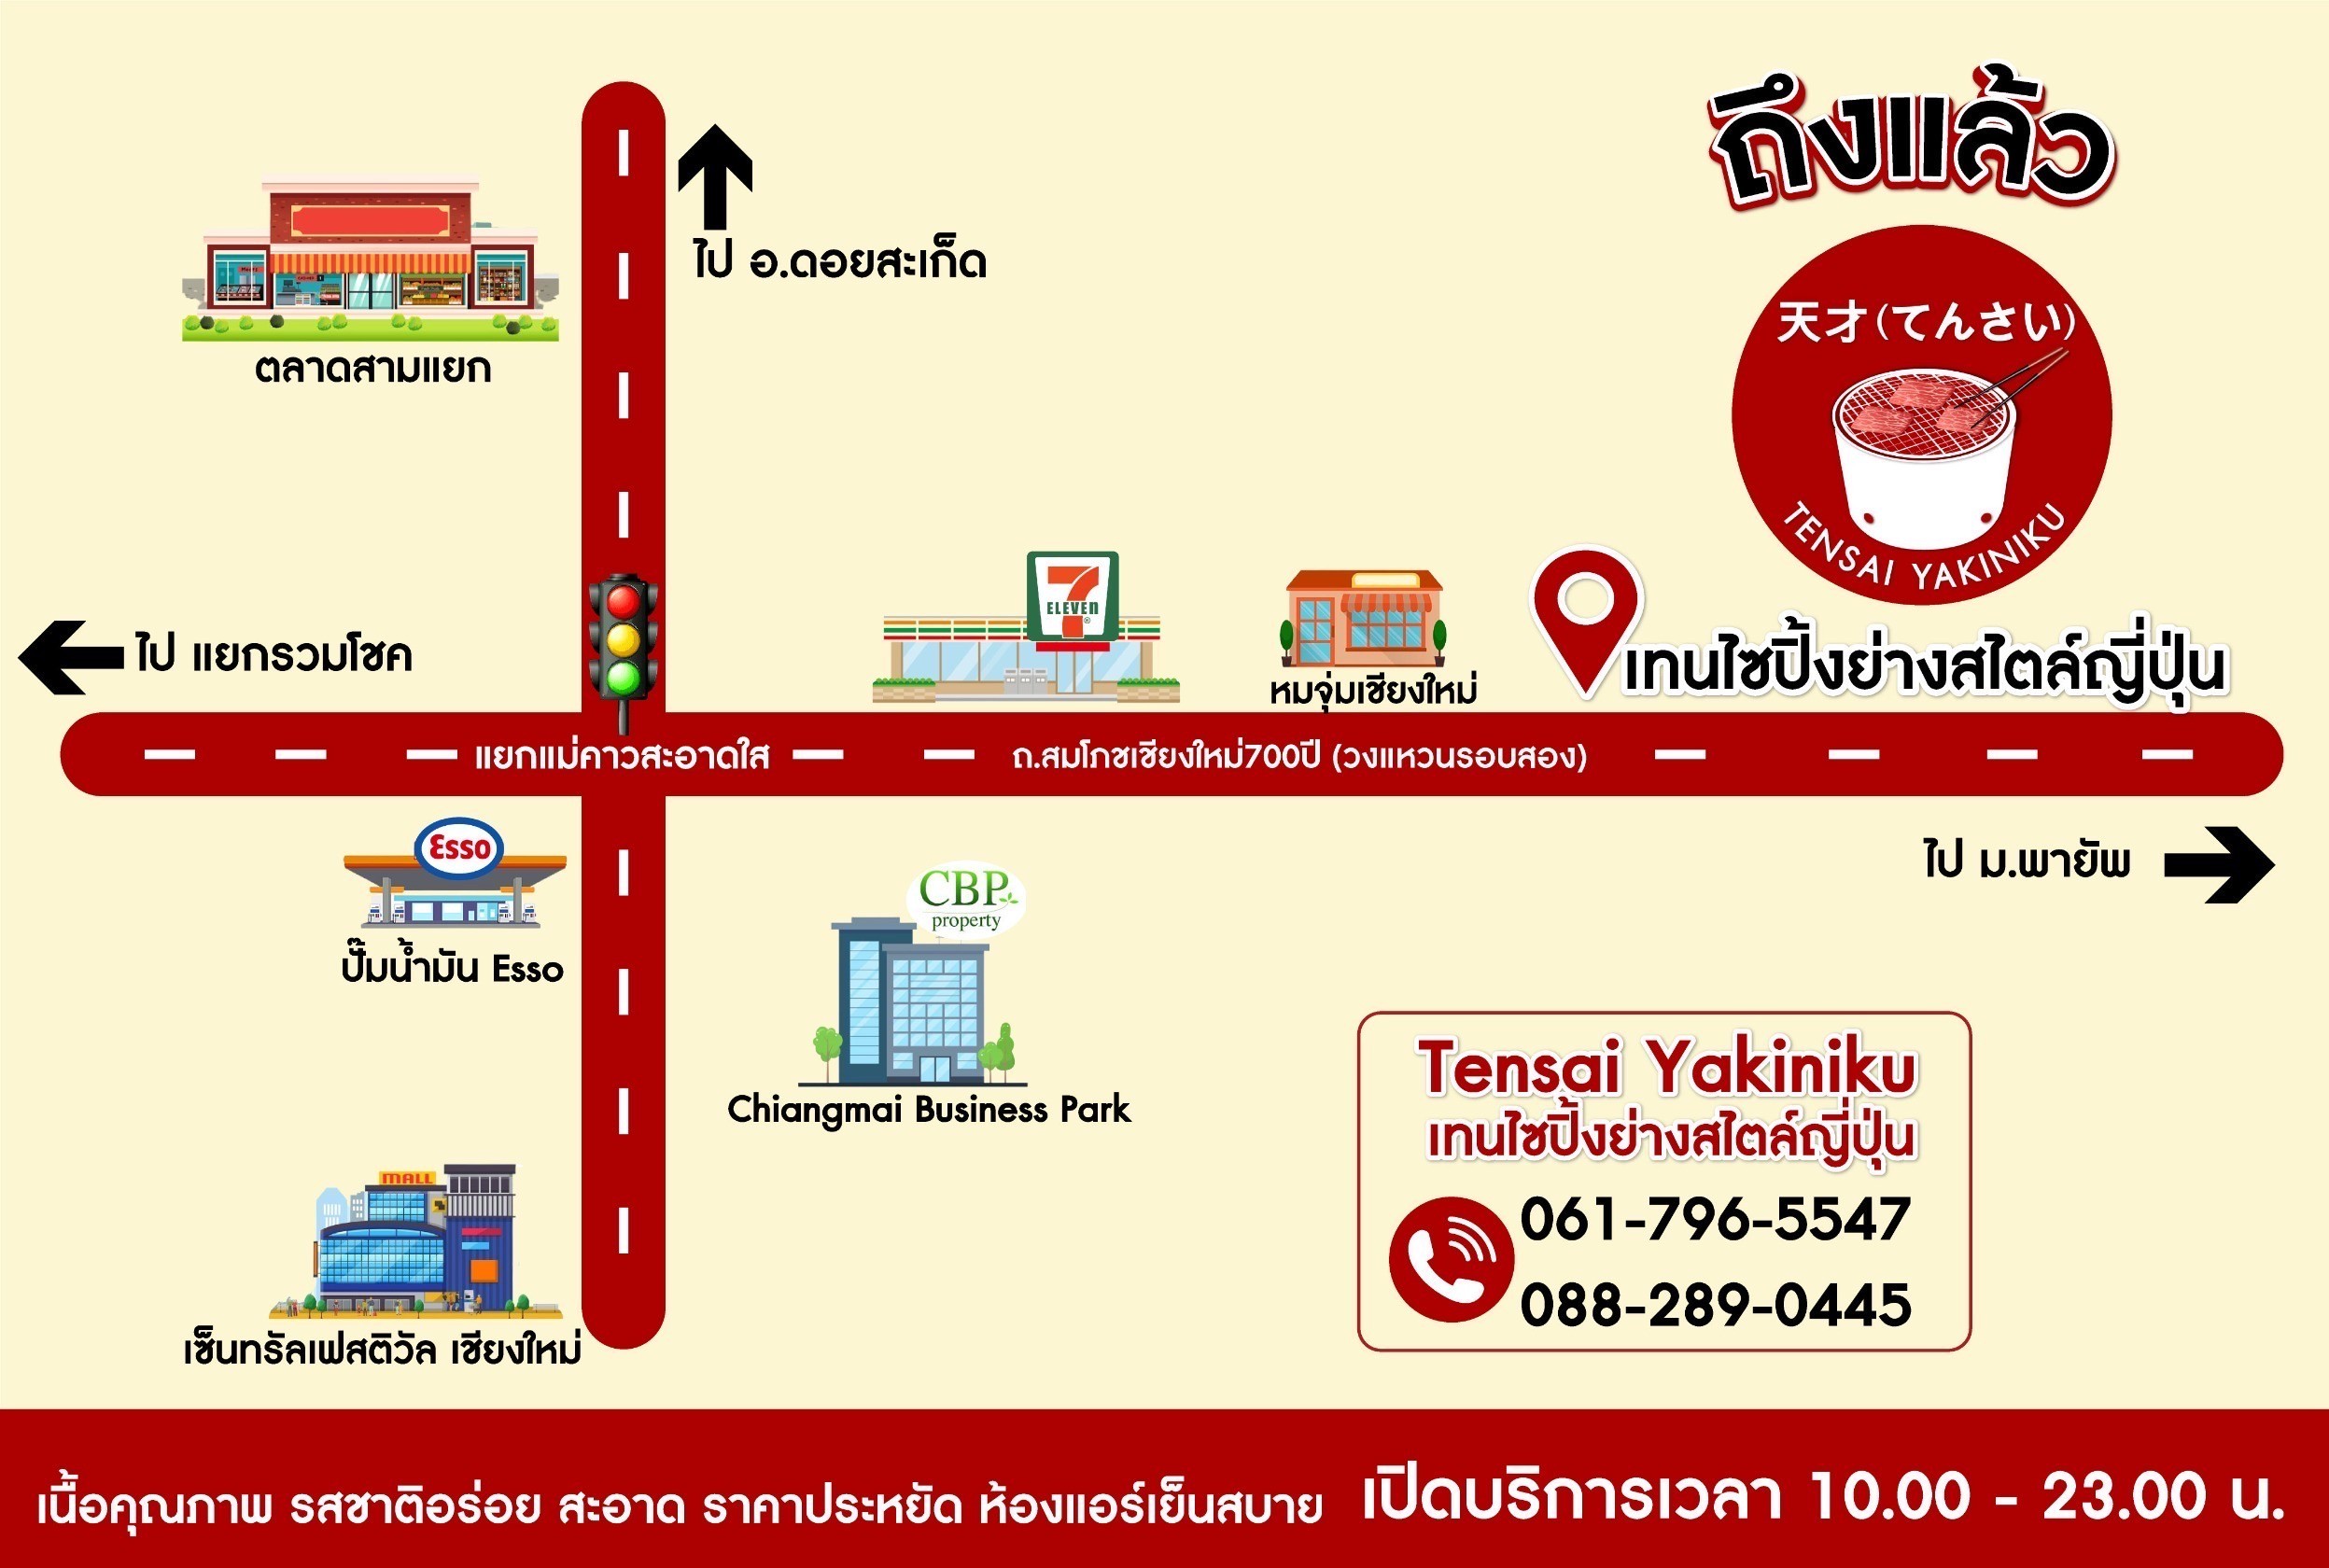 ถึงแล้ว
ไป อ.ดอยสะเก็ด
天才(てんさい)
TENSAI YAKINIKU
ตลาดสามแยก
7
ELEVEN
®
ไป แยกรวมโชค
หมจุ่มเชียงใหม่
เทนไซปิ้งย่างสไตล์ญี่ปุ่น
แยกแม่คาวสะอาดใส
ถ.สมโภชเชียงใหม่700ปี (วงแหวนรอบสอง)
Esso
ปั๊มน้ำมัน Esso
ไป ม.พายัพ
CBP
property
Chiangmai Business Park
MALL
เซ็นทรัลเฟสติวัล เชียงใหม่
Tensai Yakiniku
เทนไซปิ้งย่างสไตล์ญี่ปุ่น
061-796-5547
088-289-0445
เนื้อคุณภาพ รสชาติอร่อย สะอาด ราคาประหยัด ห้องแอร์เย็นสบาย
เปิดบริการเวลา 10.00 - 23.00 น.